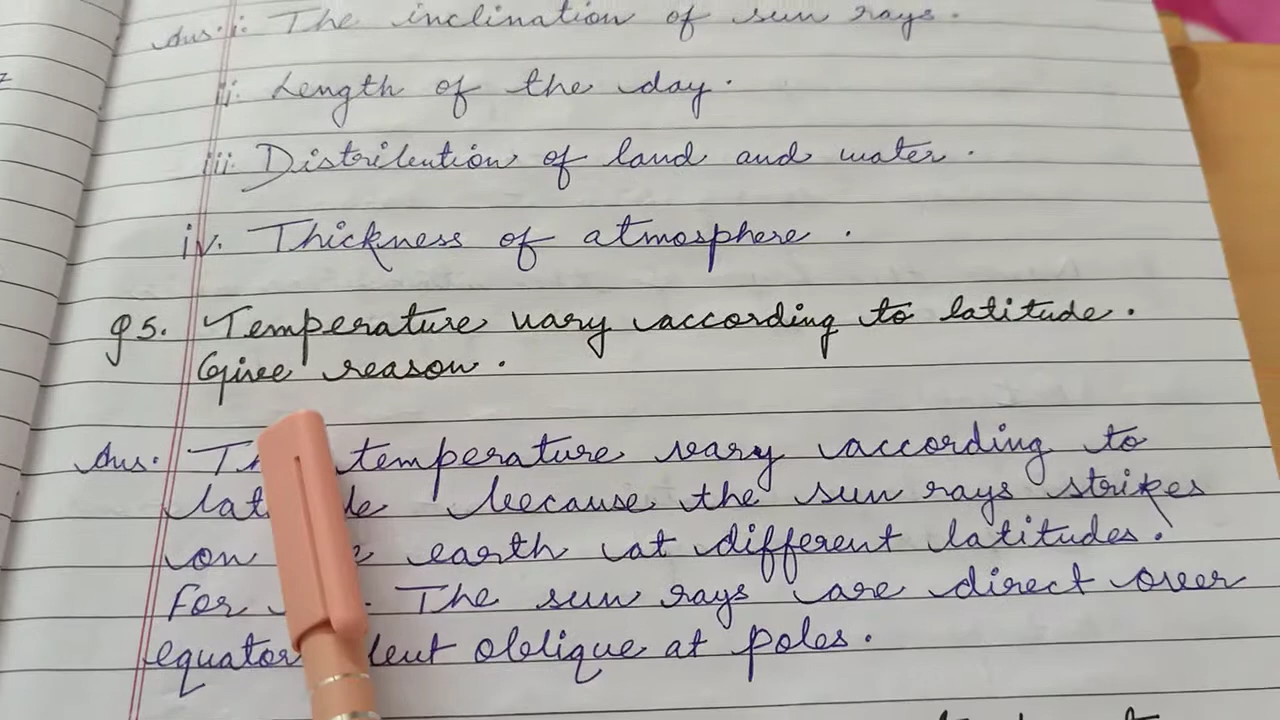 Ans. i. The inclination of sun rays.
ii. Length of the day.
iii. Distribution of land and water.
iv. Thickness of atmosphere.
Q5. Temperature vary according to latitude.
Give reason.
Ans. temperature vary according to
because the sun rays strikes
on earth at different latitudes.
For The sun rays are direct over
equator but oblique at poles.